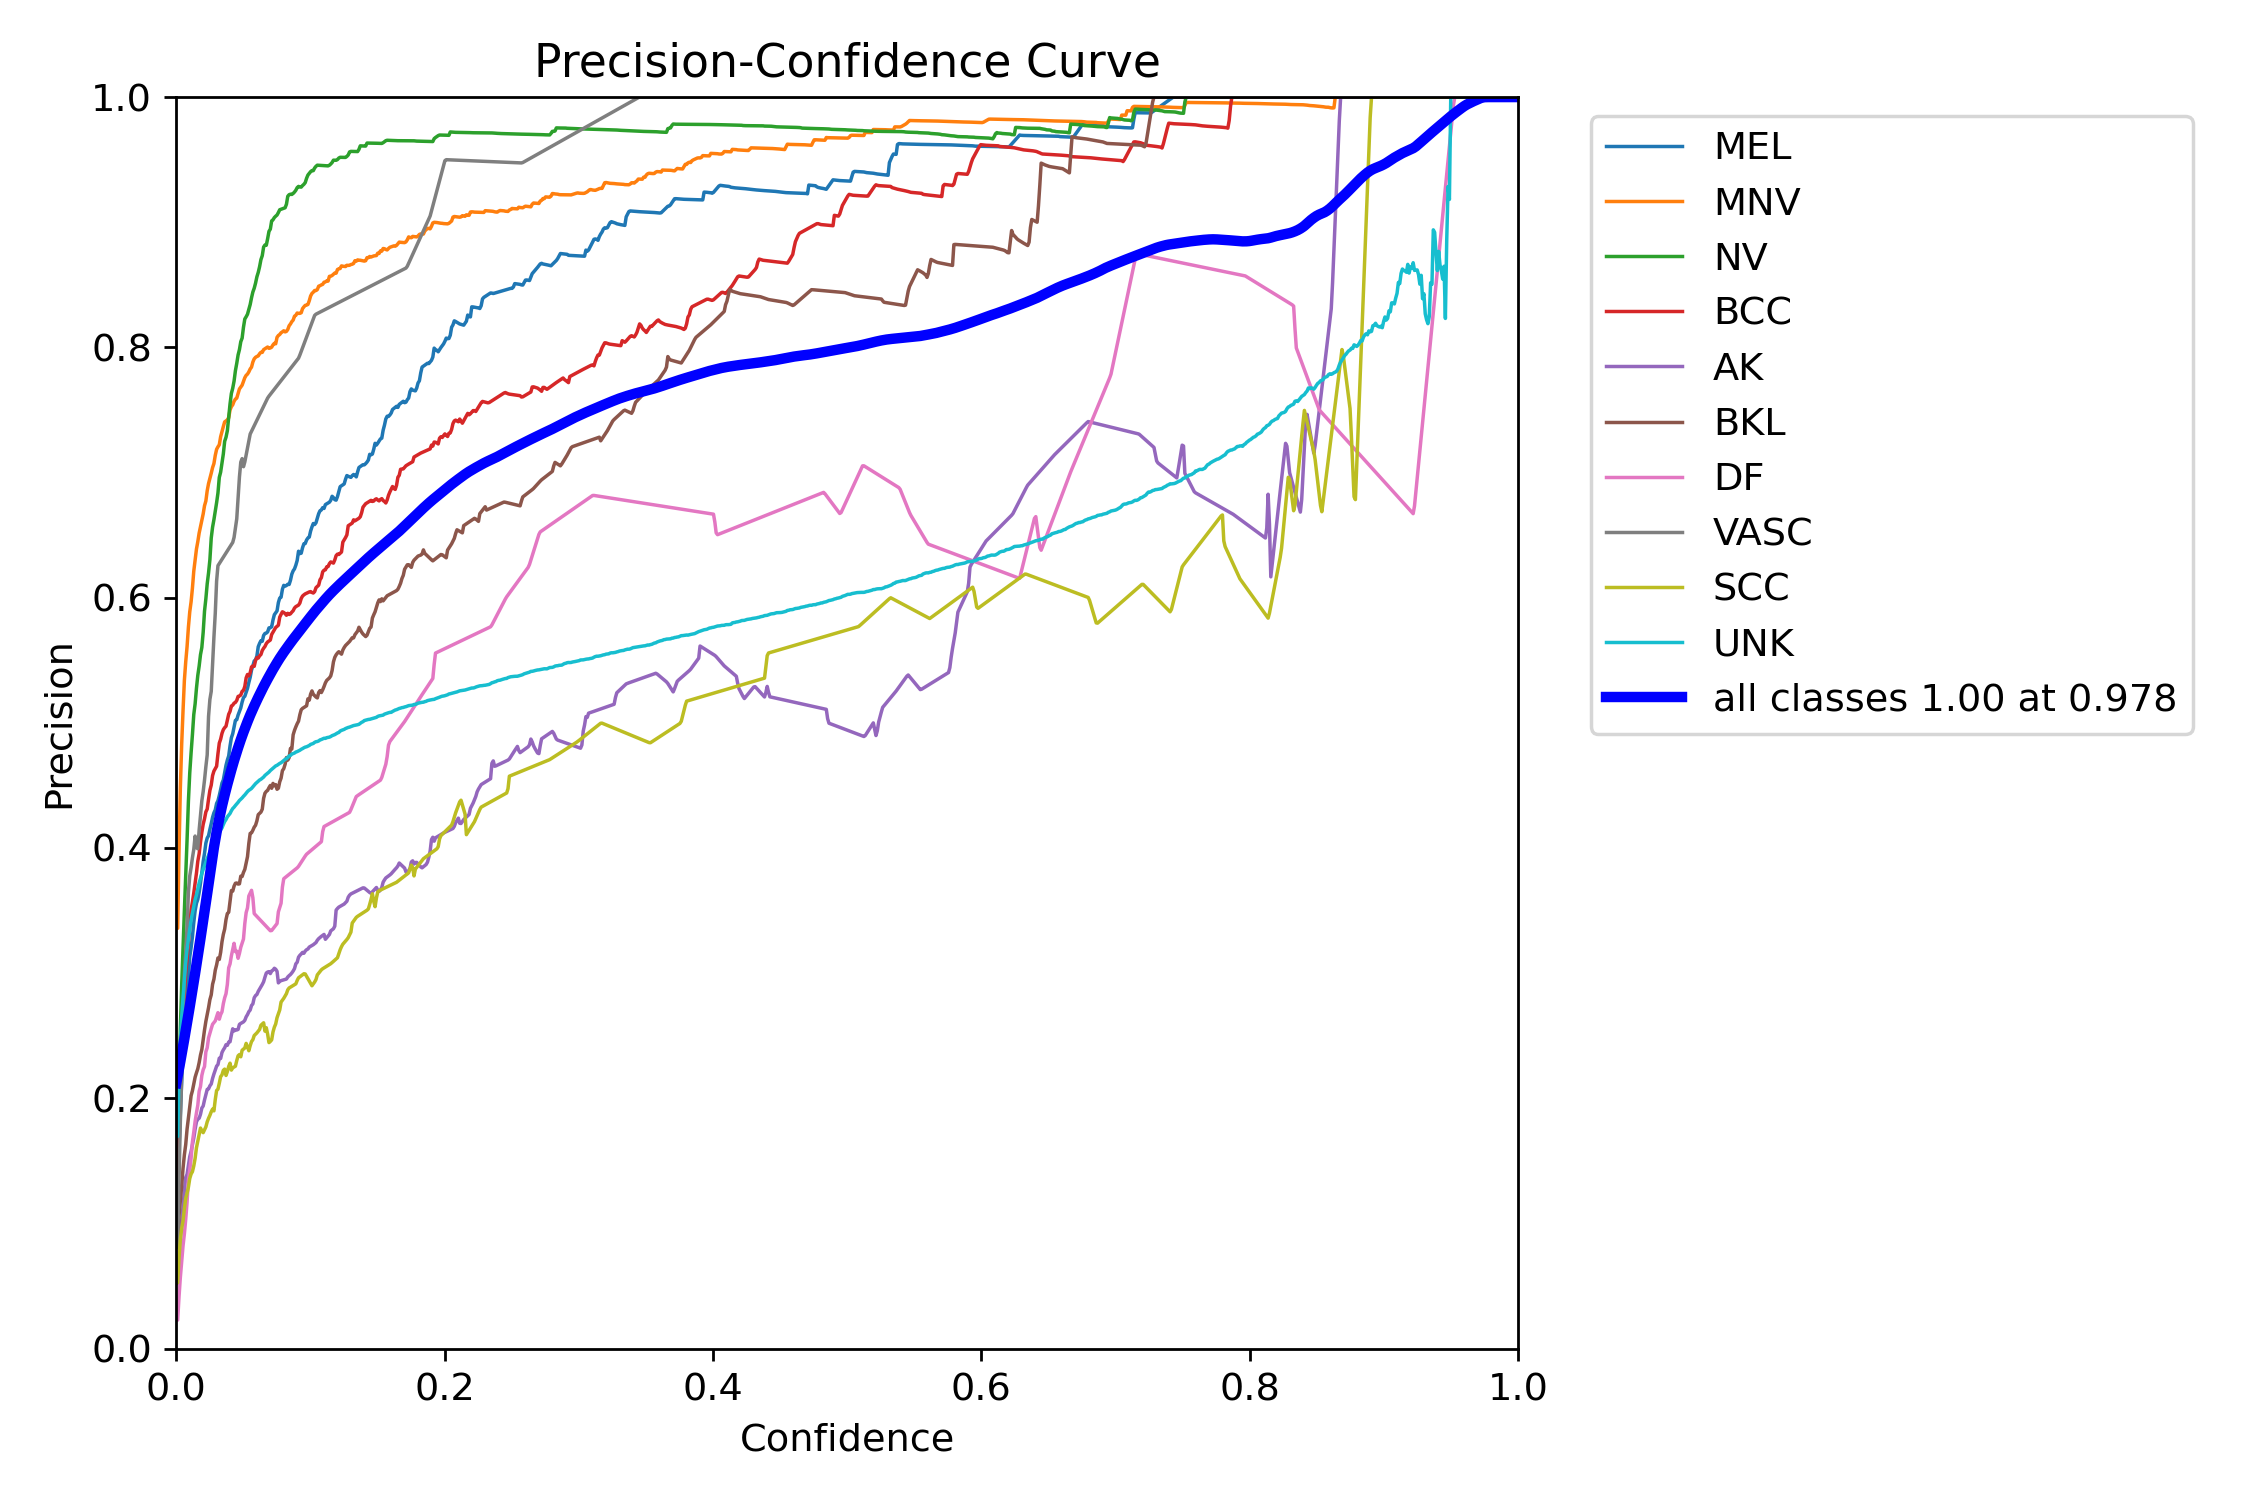 Precision-Confidence Curve
1.0
0.8
0.6
0.4
0.2
0.0
Precision
0.0 0.2 0.4 0.6 0.8 1.0
Confidence
MEL
MNV
NV
BCC
AK
BKL
DF
VASC
SCC
UNK
all classes 1.00 at 0.978